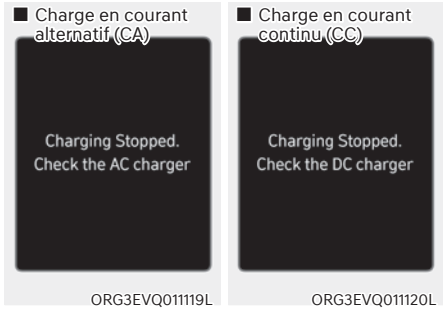 ■ Charge en courant
alternatif (CA)
Charging Stopped.
Check the AC charger
ORG3EVQ011119L
■ Charge en courant
continu (CC)
Charging Stopped.
Check the DC charger
ORG3EVQ011120L